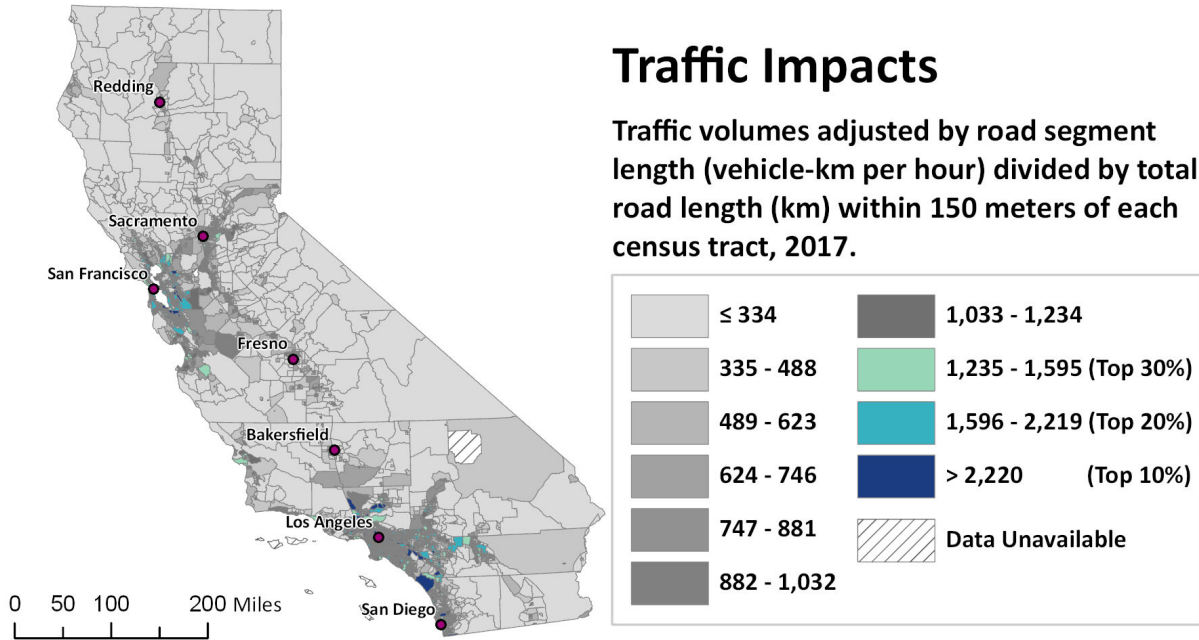 Redding
Sacramento
San Francisco
Fresno
Bakersfield
Los Angeles
San Diego
0 50 100 200 Miles
Traffic Impacts
Traffic volumes adjusted by road segment
length (vehicle-km per hour) divided by total
road length (km) within 150 meters of each
census tract, 2017.
≤ 334
335 - 488
489 - 623
624 - 746
747 - 881
882 - 1,032
1,033 - 1,234
1,235 - 1,595 (Top 30%)
1,596 - 2,219 (Top 20%)
> 2,220 (Top 10%)
Data Unavailable